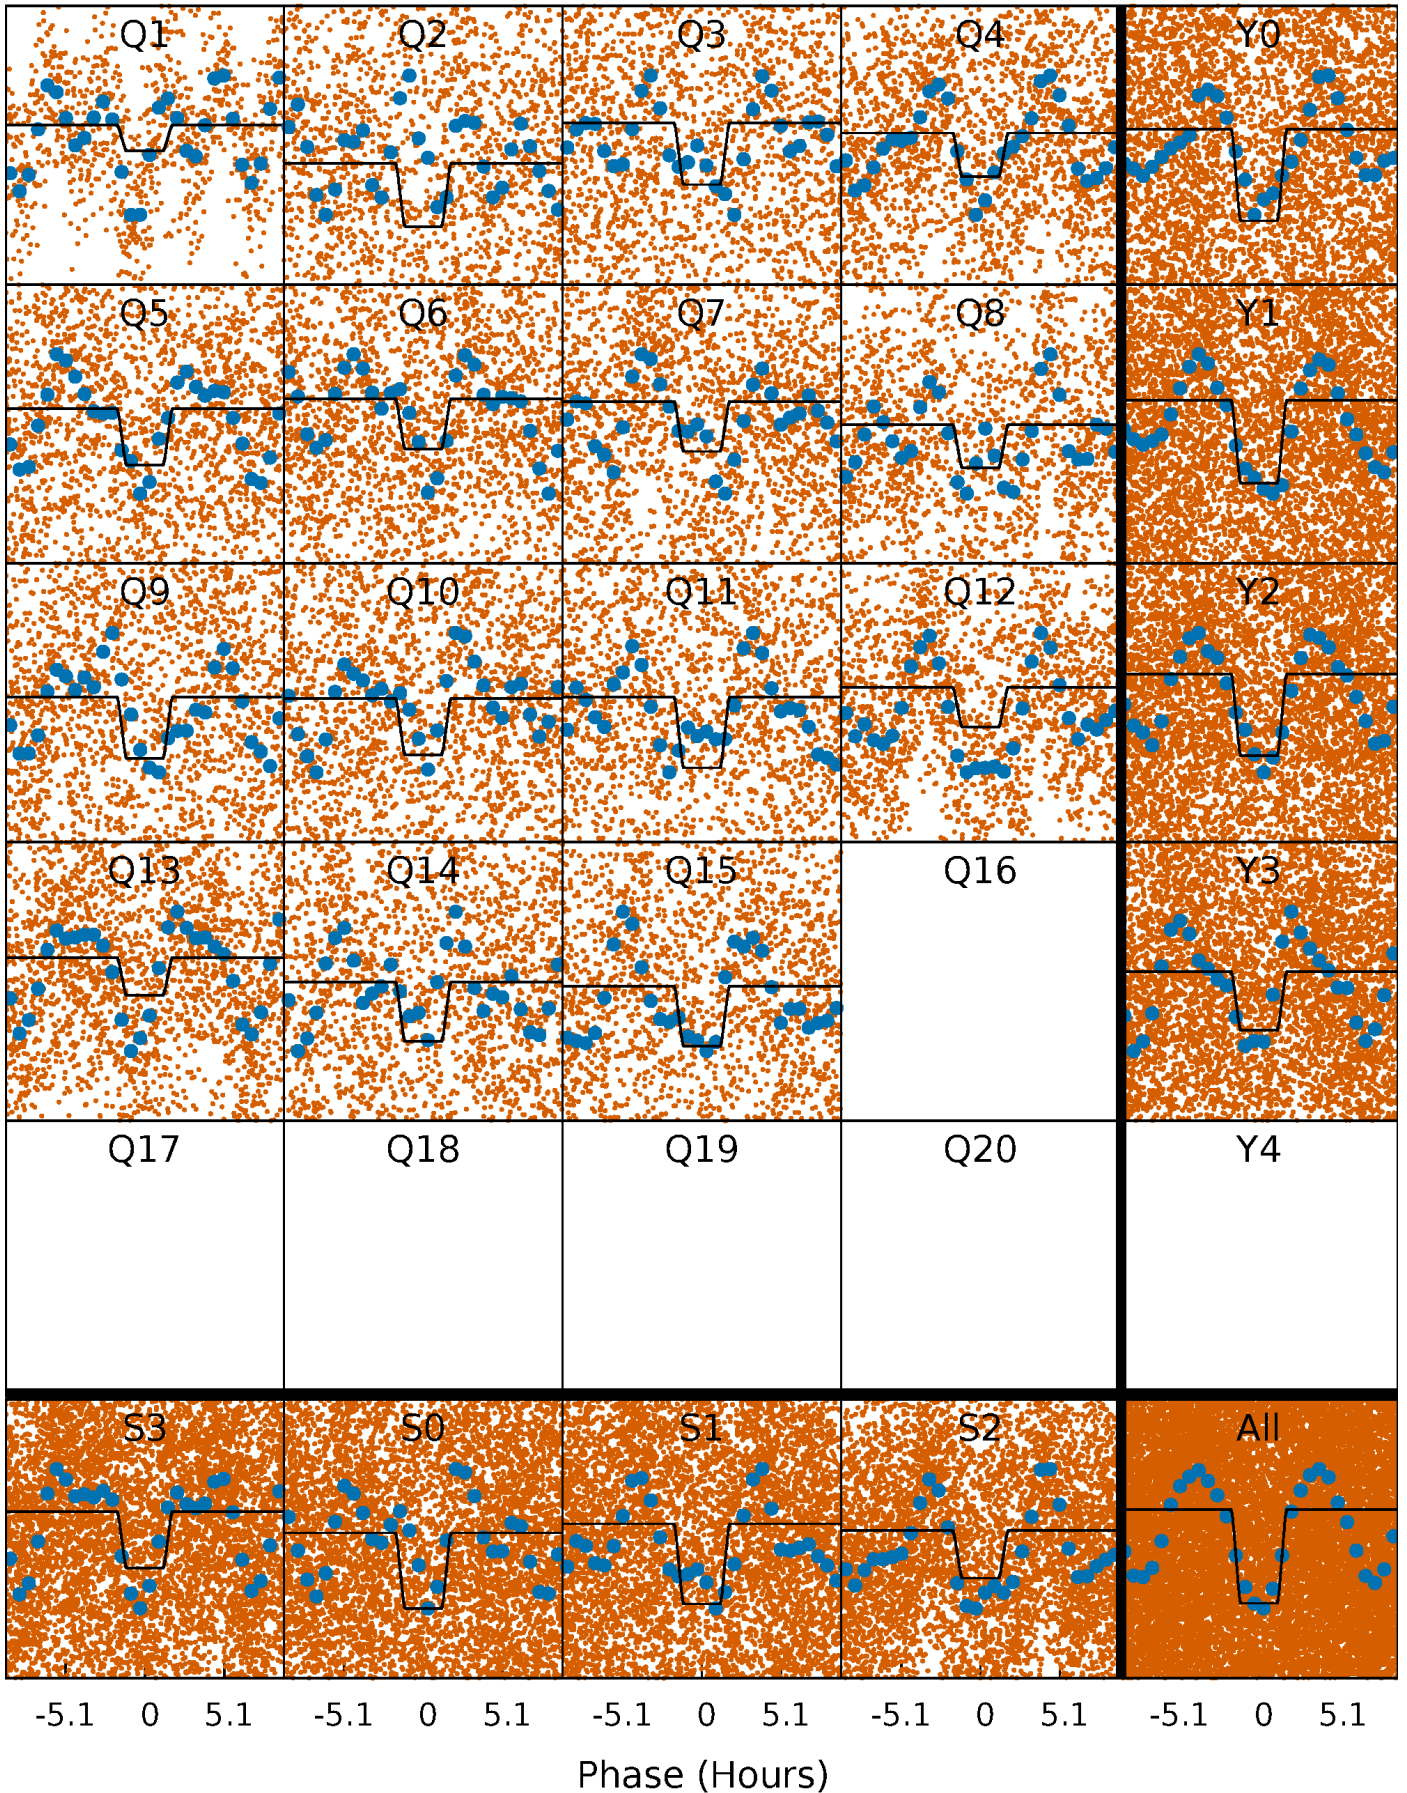 Q1 Q2 Q3 Q4 Y0
Q5 Q6 Q7 Q8 Y1
Q9 Q10 Q11 Q12 Y2
Q13 Q14 Q15 Q16 Y3
Q17 Q18 Q19 Q20 Y4
S3 S0 S1 S2 All
-5.1 0 5.1 -5.1 0 5.1 -5.1 0 5.1 -5.1 0 5.1 -5.1 0 5.1
Phase (Hours)